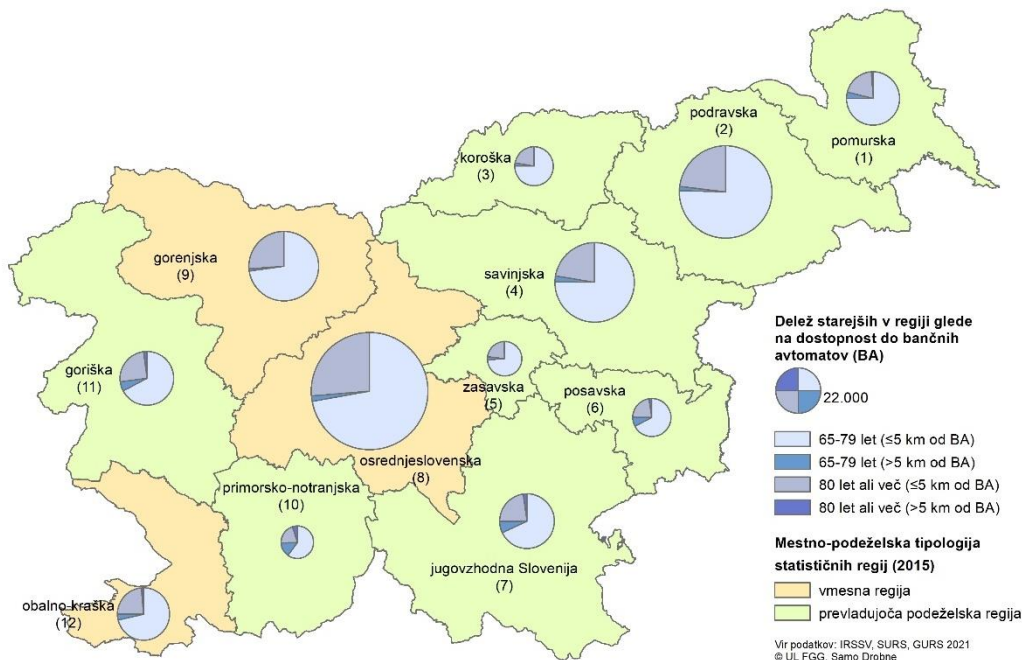 pomurska
(1)
podravska
(2)
koroška
(3)
savinjska
(4)
gorenjska
(9)
goriška
(11)
zasavska
(5)
posavska
(6)
osrednjeslovenska
(8)
primorsko-notranjska
(10)
jugovzhodna Slovenija
(7)
obalno-kraška
(12)
Delež starejših v regiji glede
na dostopnost do bančnih
avtomatov (BA)
22.000
65-79 let (≤5 km od BA)
65-79 let (>5 km od BA)
80 let ali več (≤5 km od BA)
80 let ali več (>5 km od BA)
Mestno-podeželska tipologija
statističnih regij (2015)
vmesna regija
prevladujoča podeželska regija
Vir podatkov: IRSSV, SURS, GURS 2021
© UL FGG, Samo Drobne